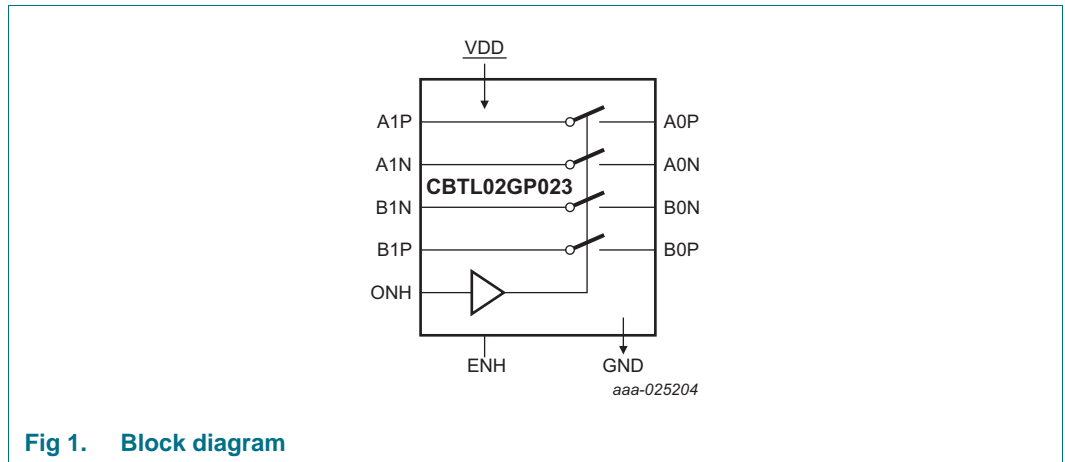 VDD
A1P
A0P
A1N
A0N
CBTL02GP023
B1N
B0N
B1P
B0P
ONH
ENH
GND
aaa-025204
Fig 1. Block diagram